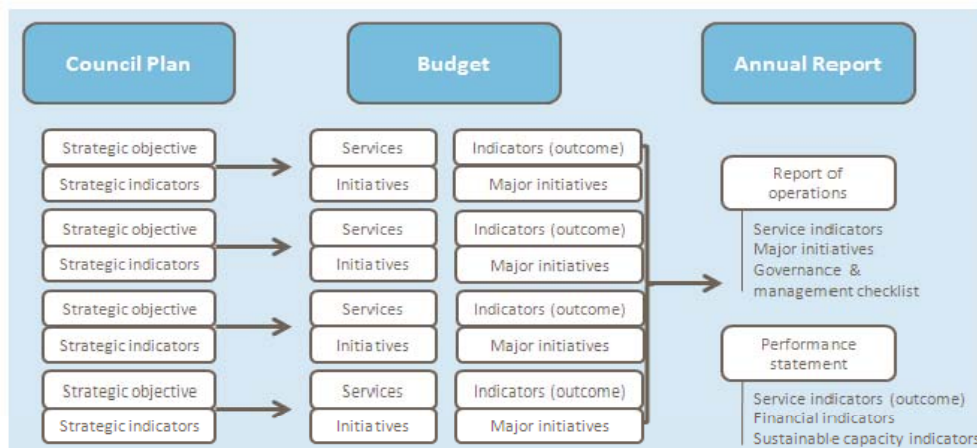 Council Plan
Budget
Annual Report
Strategic objective
Strategic indicators
Services
Initiatives
Indicators (outcome)
Major initiatives
Strategic objective
Strategic indicators
Services
Initiatives
Indicators (outcome)
Major initiatives
Strategic objective
Strategic indicators
Services
Initiatives
Indicators (outcome)
Major initiatives
Strategic objective
Strategic indicators
Services
Initiatives
Indicators (outcome)
Major initiatives
Report of
operations
Service indicators
Major initiatives
Governance &
management checklist
Performance
statement
Service indicators (outcome)
Financial indicators
Sustainable capacity indicators